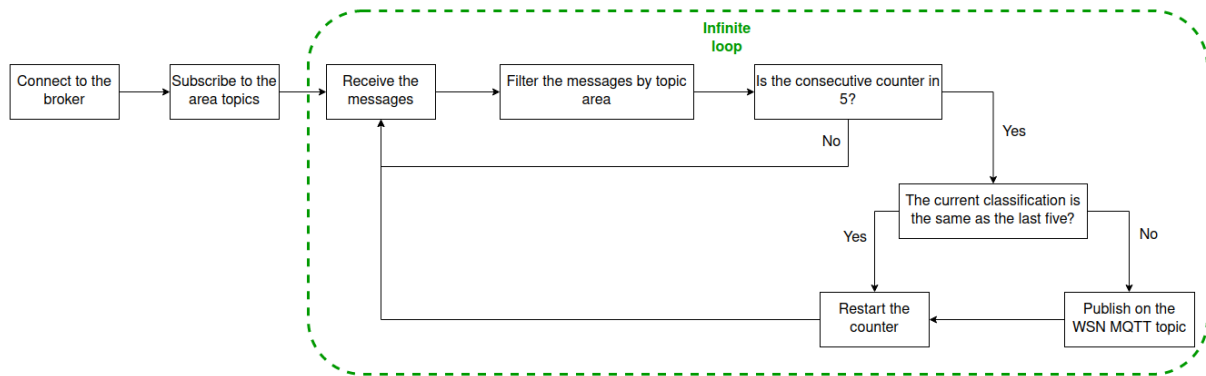 Infinite
loop
Connect to the
broker
Subscribe to the
area topics
Receive the
messages
Filter the messages by topic
area
Is the consecutive counter in
5?
No
Yes
The current classification is
the same as the last five?
Yes
No
Restart the
counter
Publish on the
WSN MQTT topic